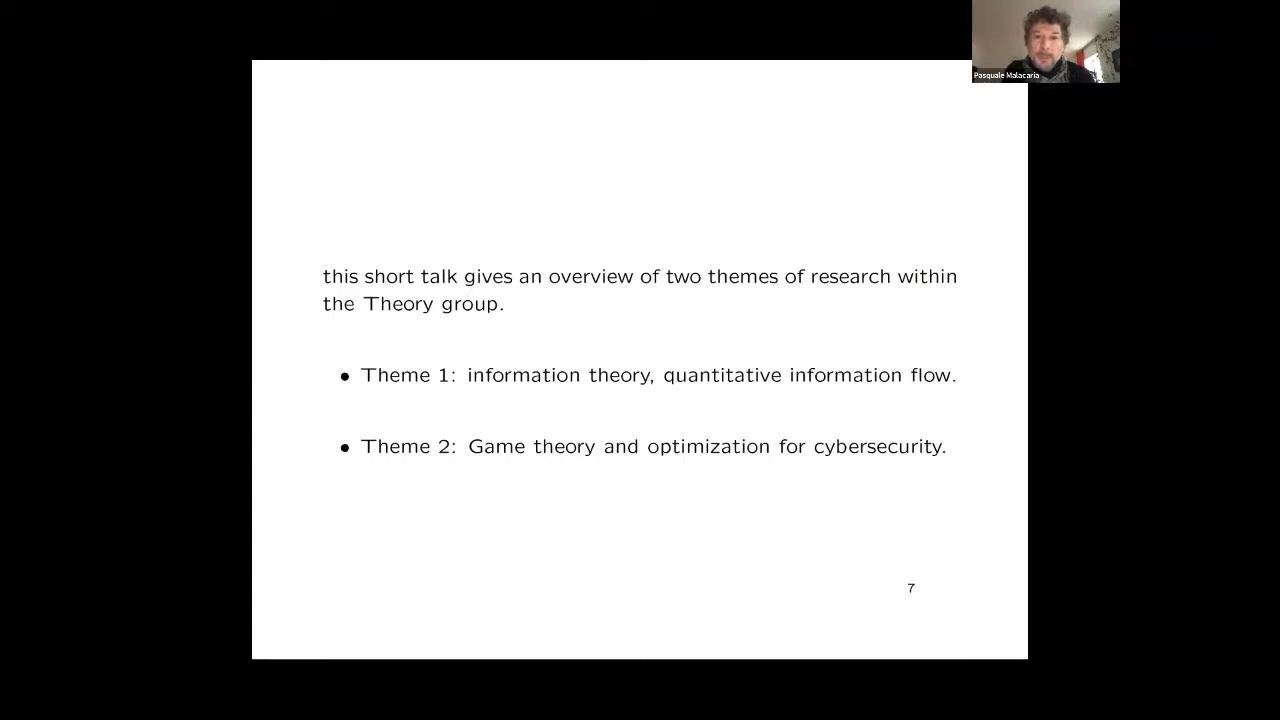 Pasquale Malacaria
this short talk gives an overview of two themes of research within
the Theory group.
• Theme 1: information theory, quantitative information flow.
• Theme 2: Game theory and optimization for cybersecurity.
7